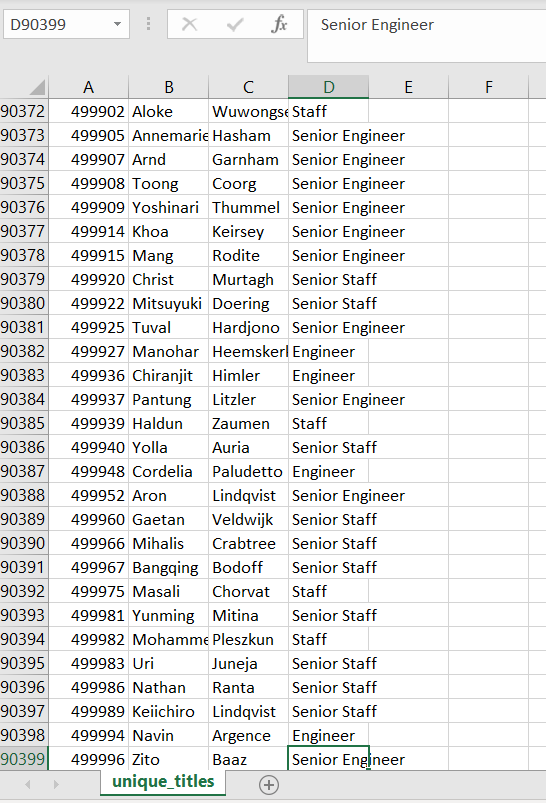 D90399 fx Senior Engineer
A B C D E F
90372 499902 Aloke Wuwongse Staff
90373 499905 Annemarie Hasham Senior Engineer
90374 499907 Arnd Garnham Senior Engineer
90375 499908 Toong Coorg Senior Engineer
90376 499909 Yoshinari Thummel Senior Engineer
90377 499914 Khoa Keirsey Senior Engineer
90378 499915 Mang Rodite Senior Engineer
90379 499920 Christ Murtagh Senior Staff
90380 499922 Mitsuyuki Doering Senior Staff
90381 499925 Tuval Hardjono Senior Engineer
90382 499927 Manohar Heemskerl Engineer
90383 499936 Chiranjit Himler Engineer
90384 499937 Pantung Litzler Senior Engineer
90385 499939 Haldun Zaumen Staff
90386 499940 Yolla Auria Senior Staff
90387 499948 Cordelia Paludetto Engineer
90388 499952 Aron Lindqvist Senior Engineer
90389 499960 Gaetan Veldwijk Senior Staff
90390 499966 Mihalis Crabtree Senior Staff
90391 499967 Bangqing Bodoff Senior Staff
90392 499975 Masali Chorvat Staff
90393 499981 Yunming Mitina Senior Staff
90394 499982 Mohamme Pleszkun Staff
90395 499983 Uri Juneja Senior Staff
90396 499986 Nathan Ranta Senior Staff
90397 499989 Keiichiro Lindqvist Senior Staff
90398 499994 Navin Argence Engineer
90399 499996 Zito Baaz Senior Engineer
unique_titles